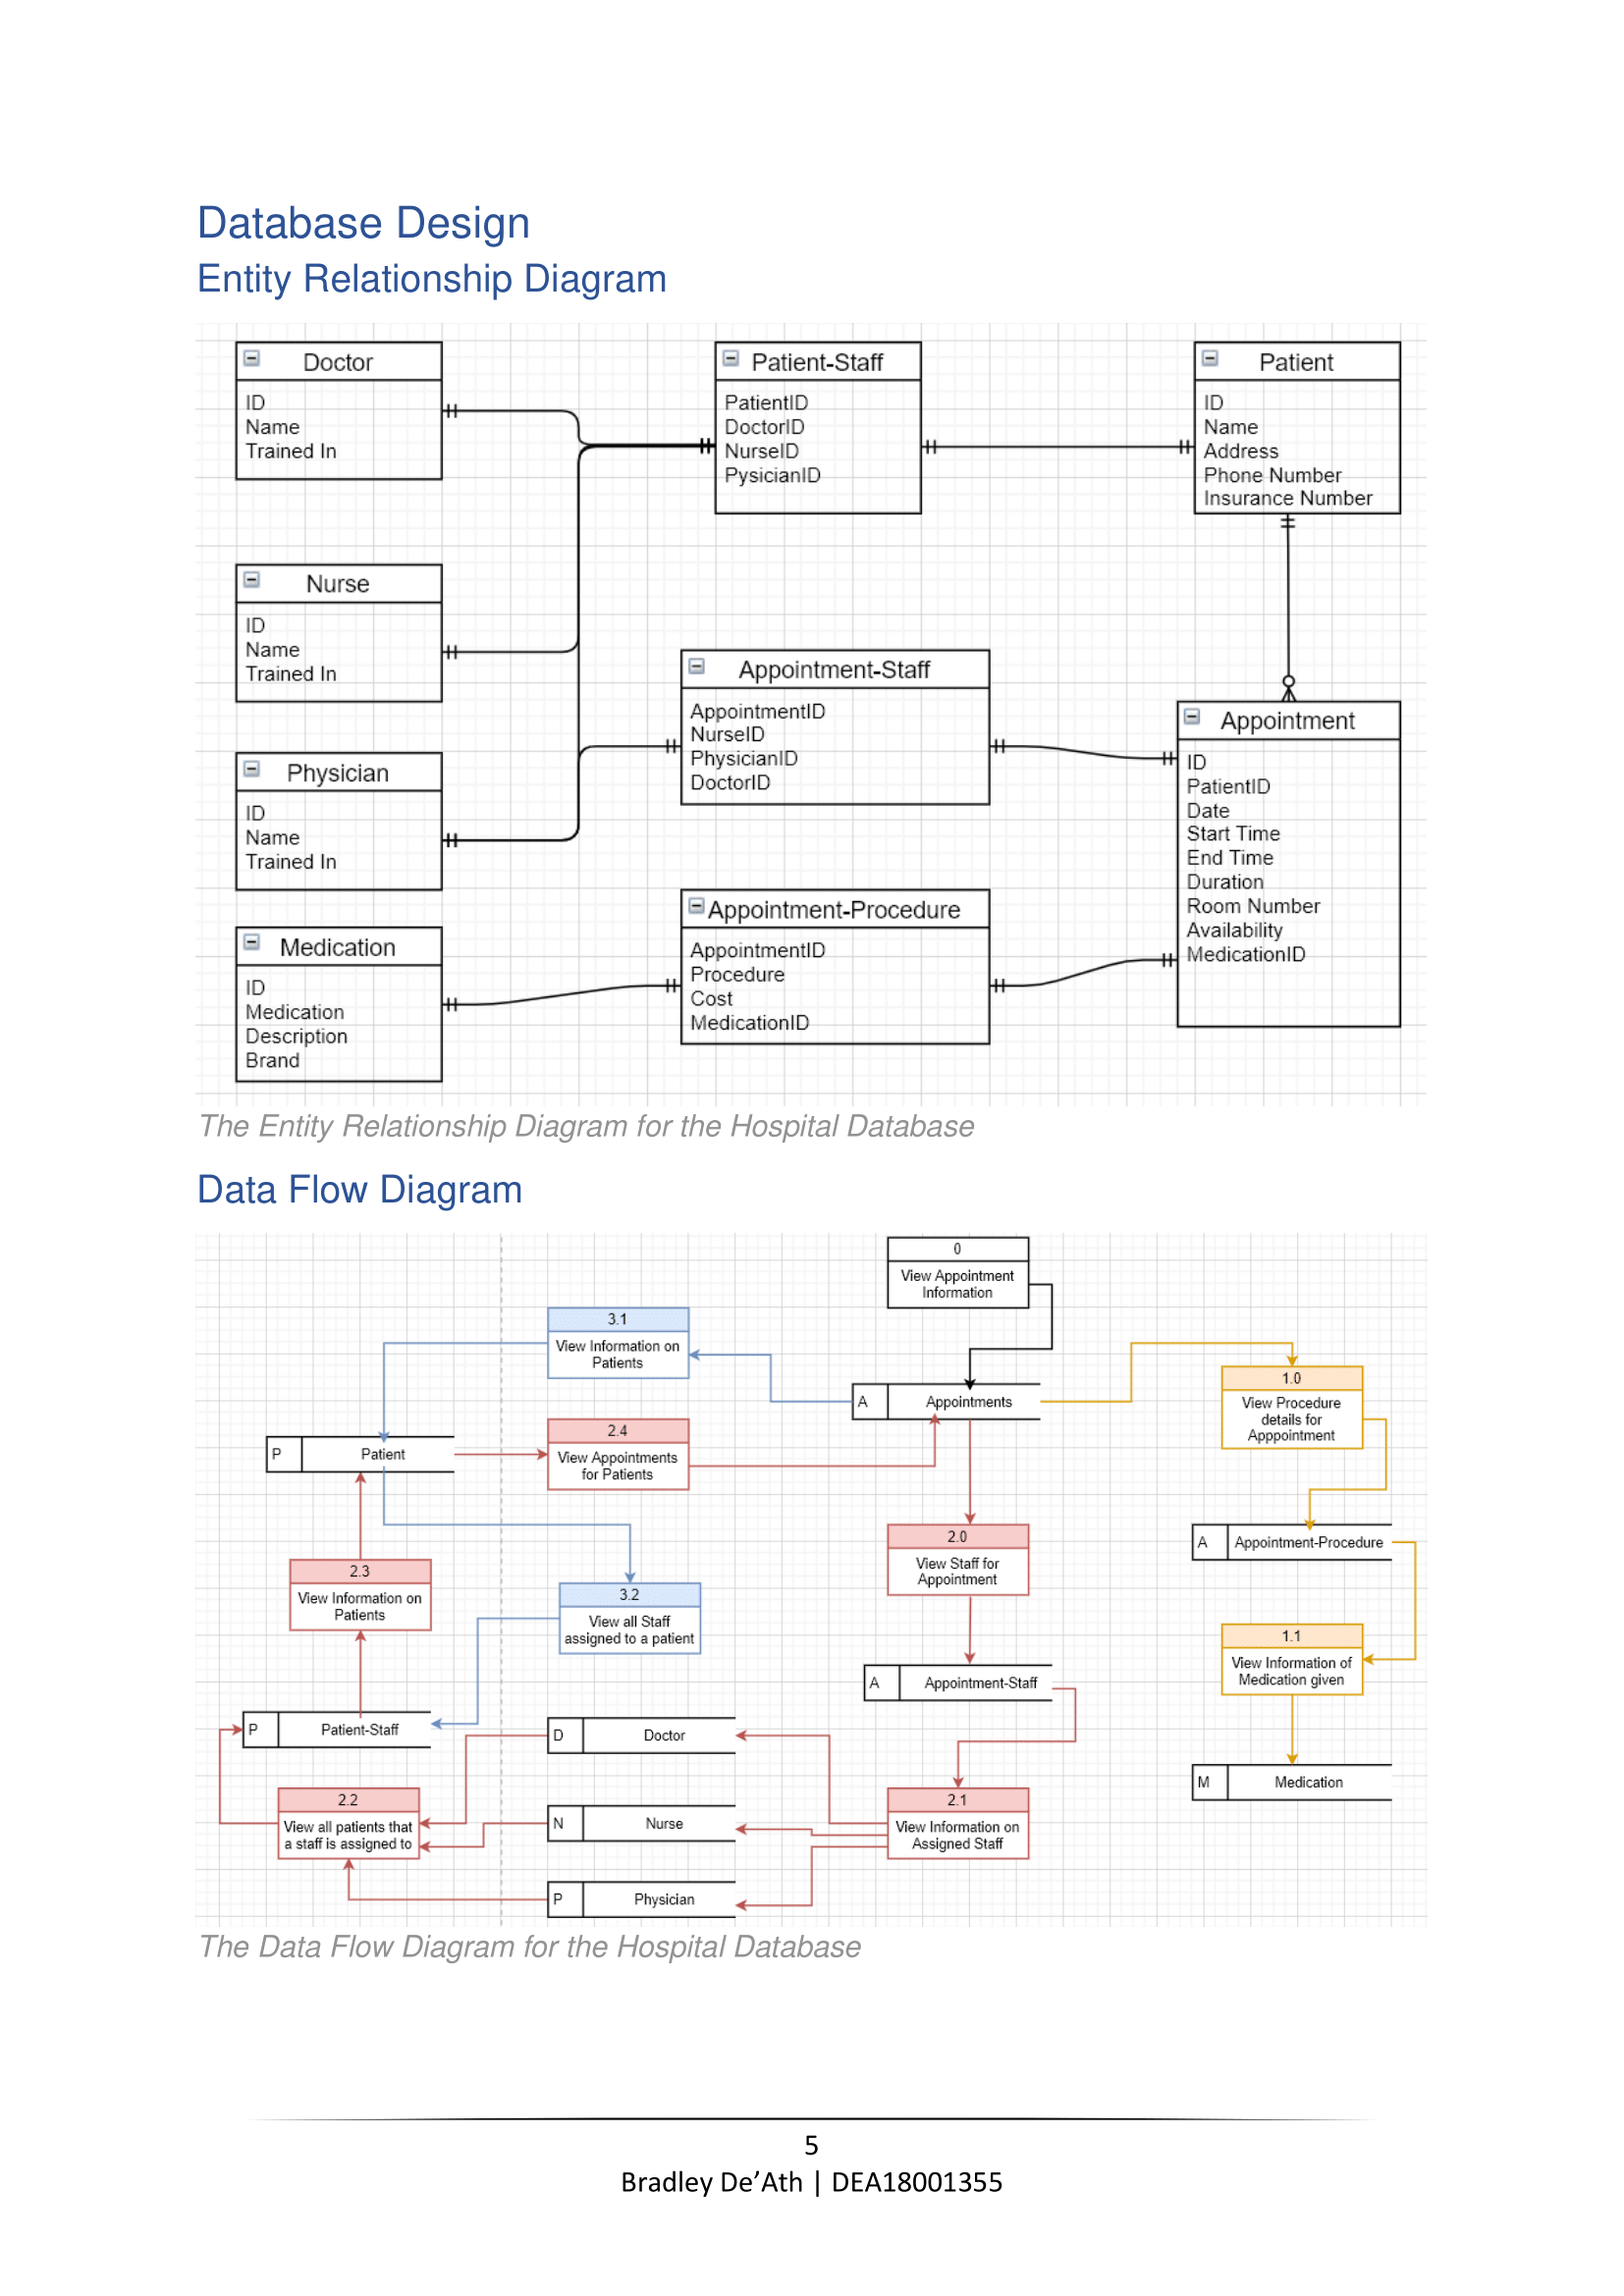 Database Design
Entity Relationship Diagram
Doctor
ID
Name
Trained In
Patient-Staff
PatientID
DoctorID
NurseID
PysicianID
Patient
ID
Name
Address
Phone Number
Insurance Number
Nurse
ID
Name
Trained In
Appointment-Staff
AppointmentID
NurseID
PhysicianID
DoctorID
Appointment
ID
PatientID
Date
Start Time
End Time
Duration
Room Number
Availability
MedicationID
Physician
ID
Name
Trained In
Appointment-Procedure
AppointmentID
Procedure
Cost
MedicationID
Medication
ID
Medication
Description
Brand
The Entity Relationship Diagram for the Hospital Database
Data Flow Diagram
0
View Appointment
Information
3.1
View Information on
Patients
A Appointments
1.0
View Procedure
details for
Apppointment
2.4
View Appointments
for Patients
P Patient
2.0
View Staff for
Appointment
A Appointment-Procedure
2.3
View Information on
Patients
3.2
View all Staff
assigned to a patient
1.1
View Information of
Medication given
A Appointment-Staff
P Patient-Staff
D Doctor
M Medication
2.2
View all patients that
a staff is assigned to
N Nurse
2.1
View Information on
Assigned Staff
P Physician
The Data Flow Diagram for the Hospital Database
5
Bradley De’Ath | DEA18001355